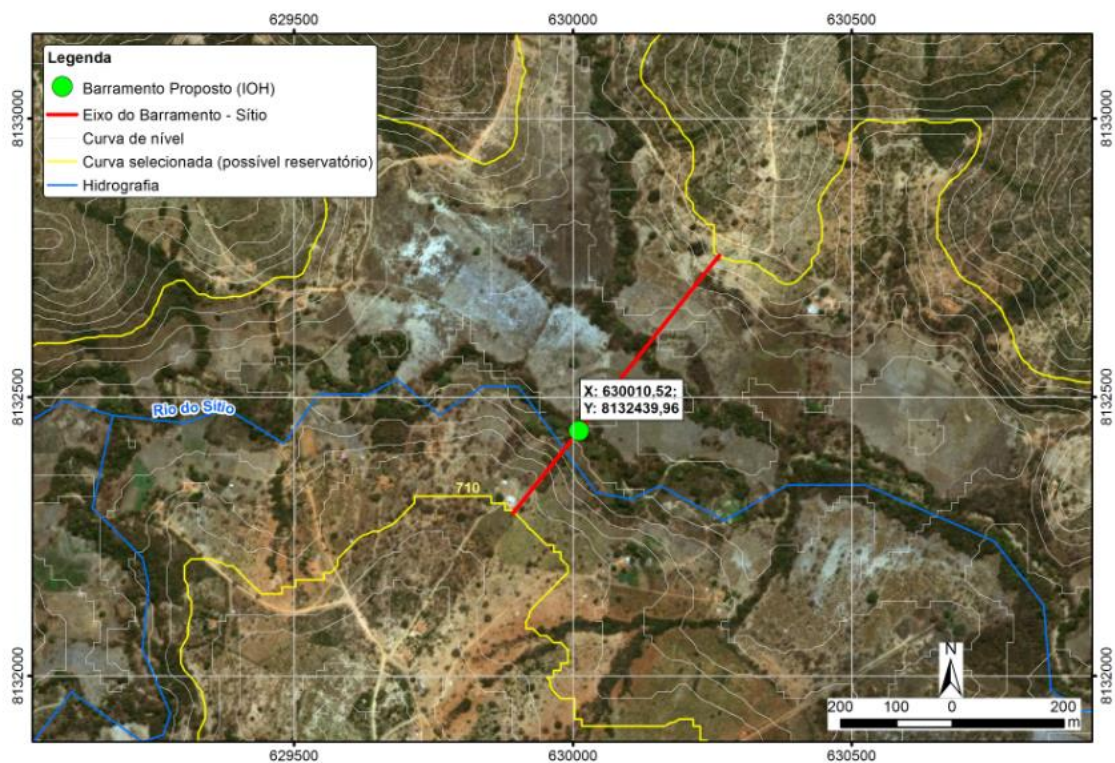 629500
630000
630500
Legenda
Barramento Proposto (IOH)
Eixo do Barramento - Sítio
Curva de nível
Curva selecionada (possível reservatório)
Hidrografia
8133000
8133000
8132500
8132500
X: 630010,52;
Y: 8132439,96
Rio do Sítio
710
8132000
8132000
N
200 100 0 200
m
629500
630000
630500